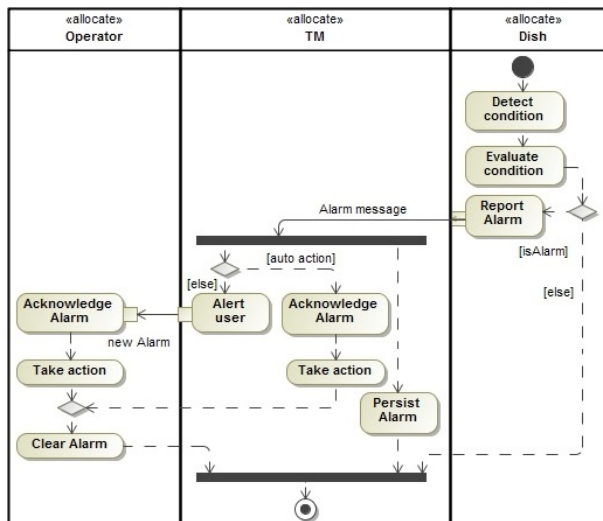 «allocate»
Operator
«allocate»
TM
«allocate»
Dish
Detect
condition
Evaluate
condition
Report
Alarm
Alarm message
[isAlarm]
[auto action]
[else]
[else]
Acknowledge
Alarm
Alert
user
Acknowledge
Alarm
new Alarm
Take action
Take action
Persist
Alarm
Clear Alarm